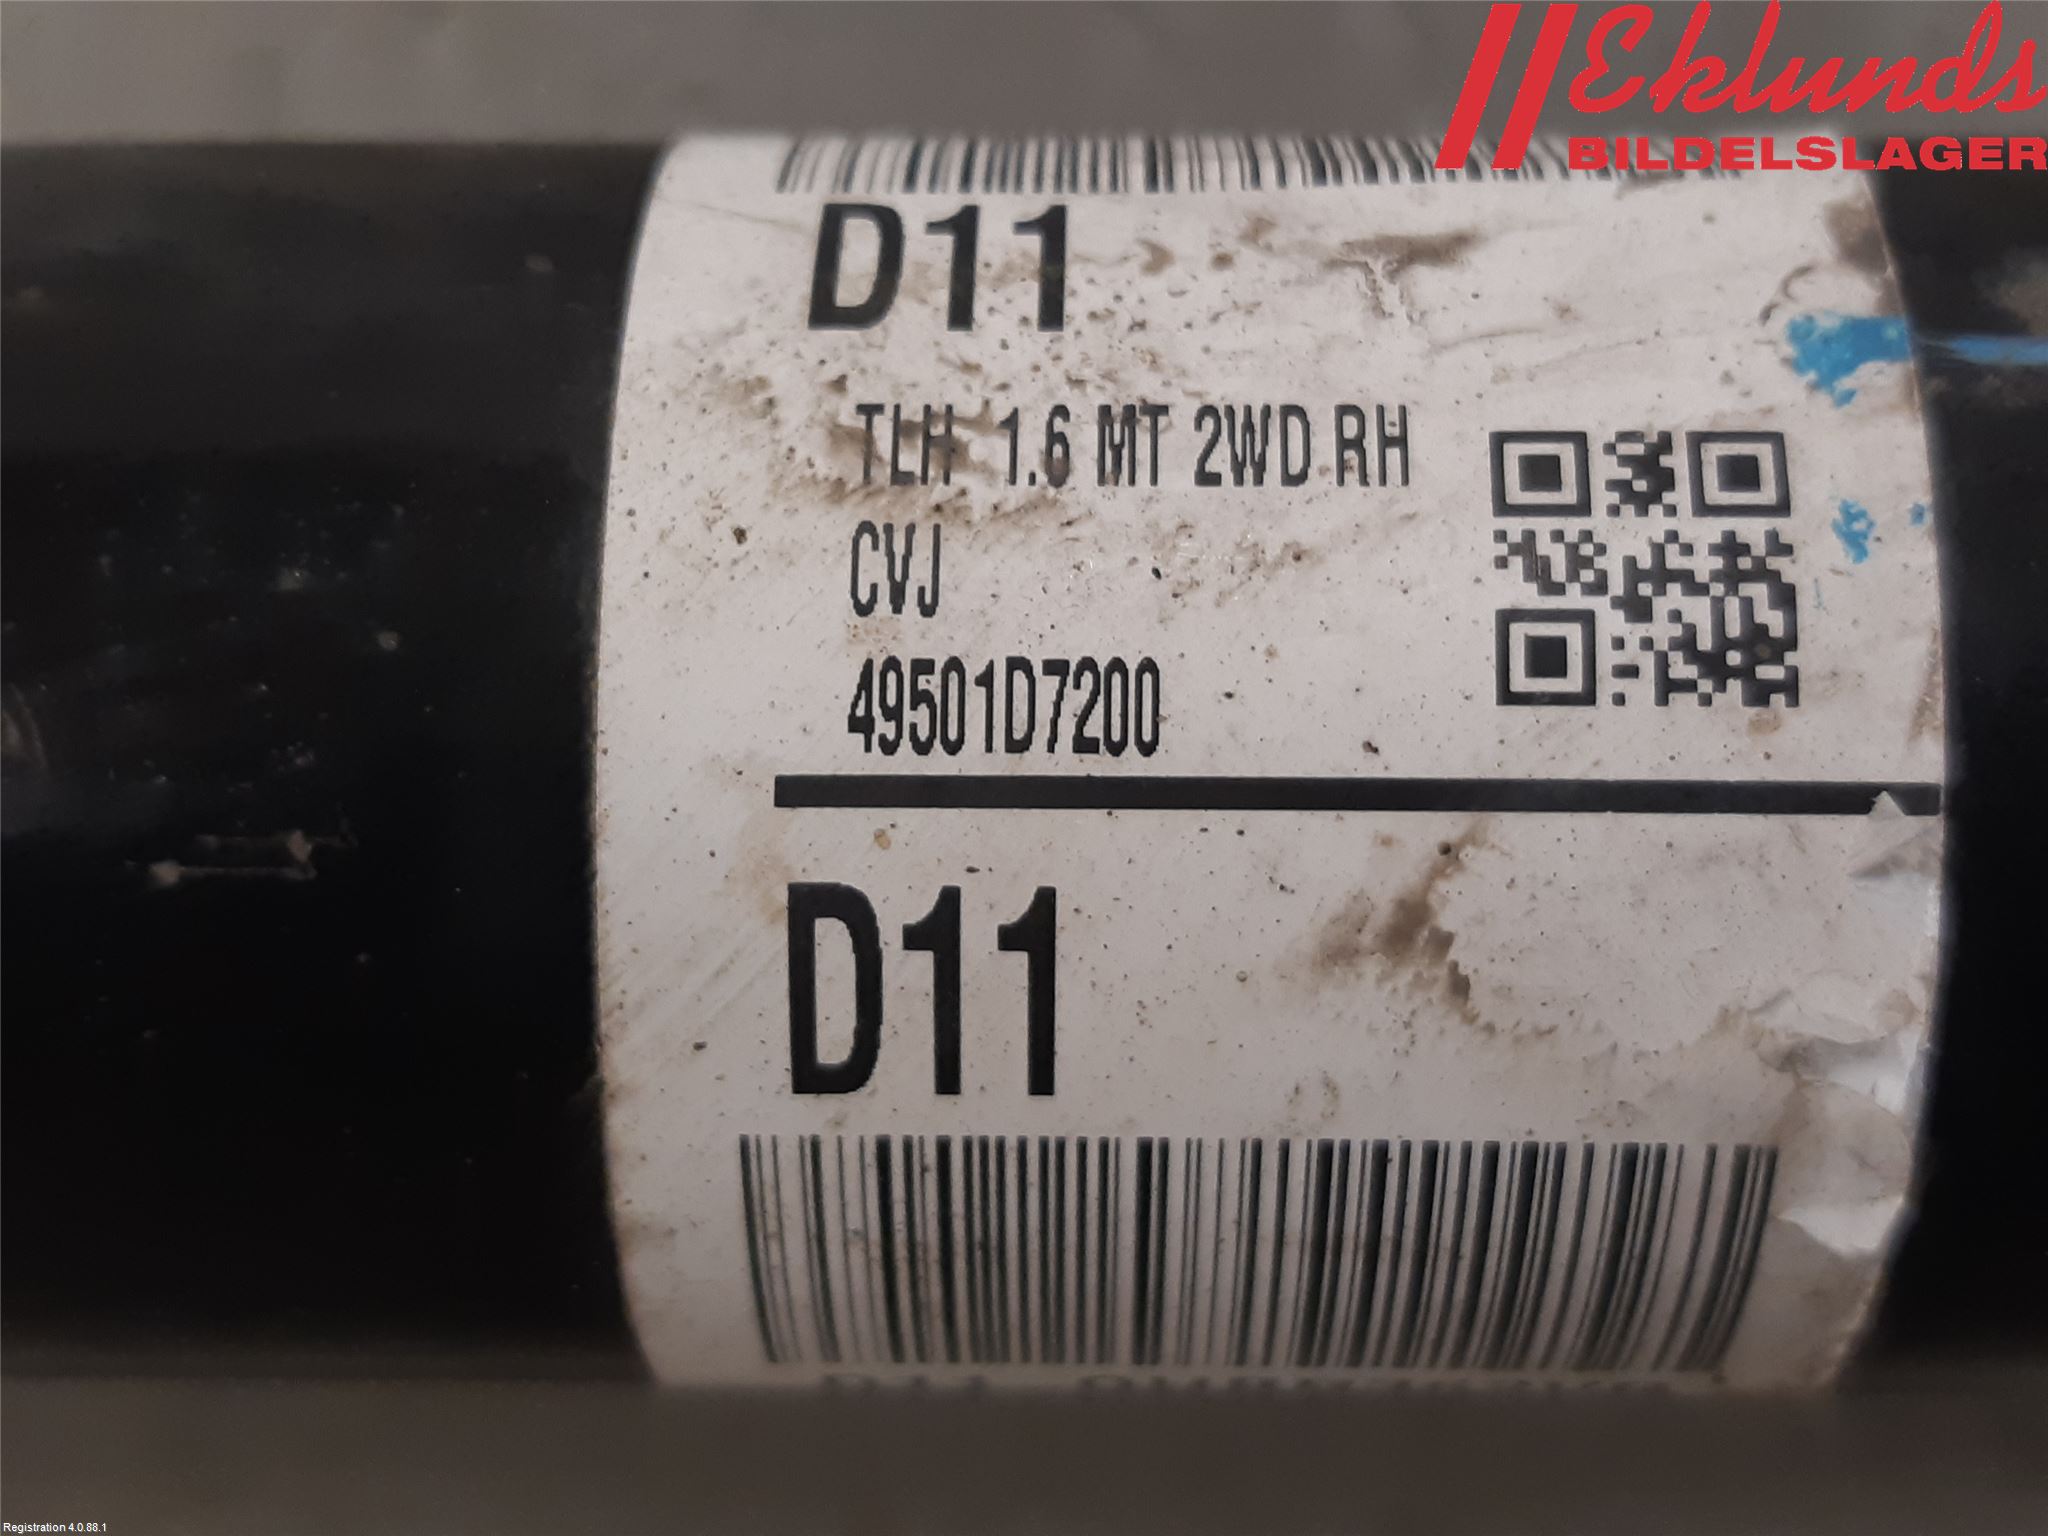 Eklunds
BILDELSLAGER
D11
TLH 1.6 MT 2WD RH
CVJ
49501D7200
D11
Registration 4.0.88.1